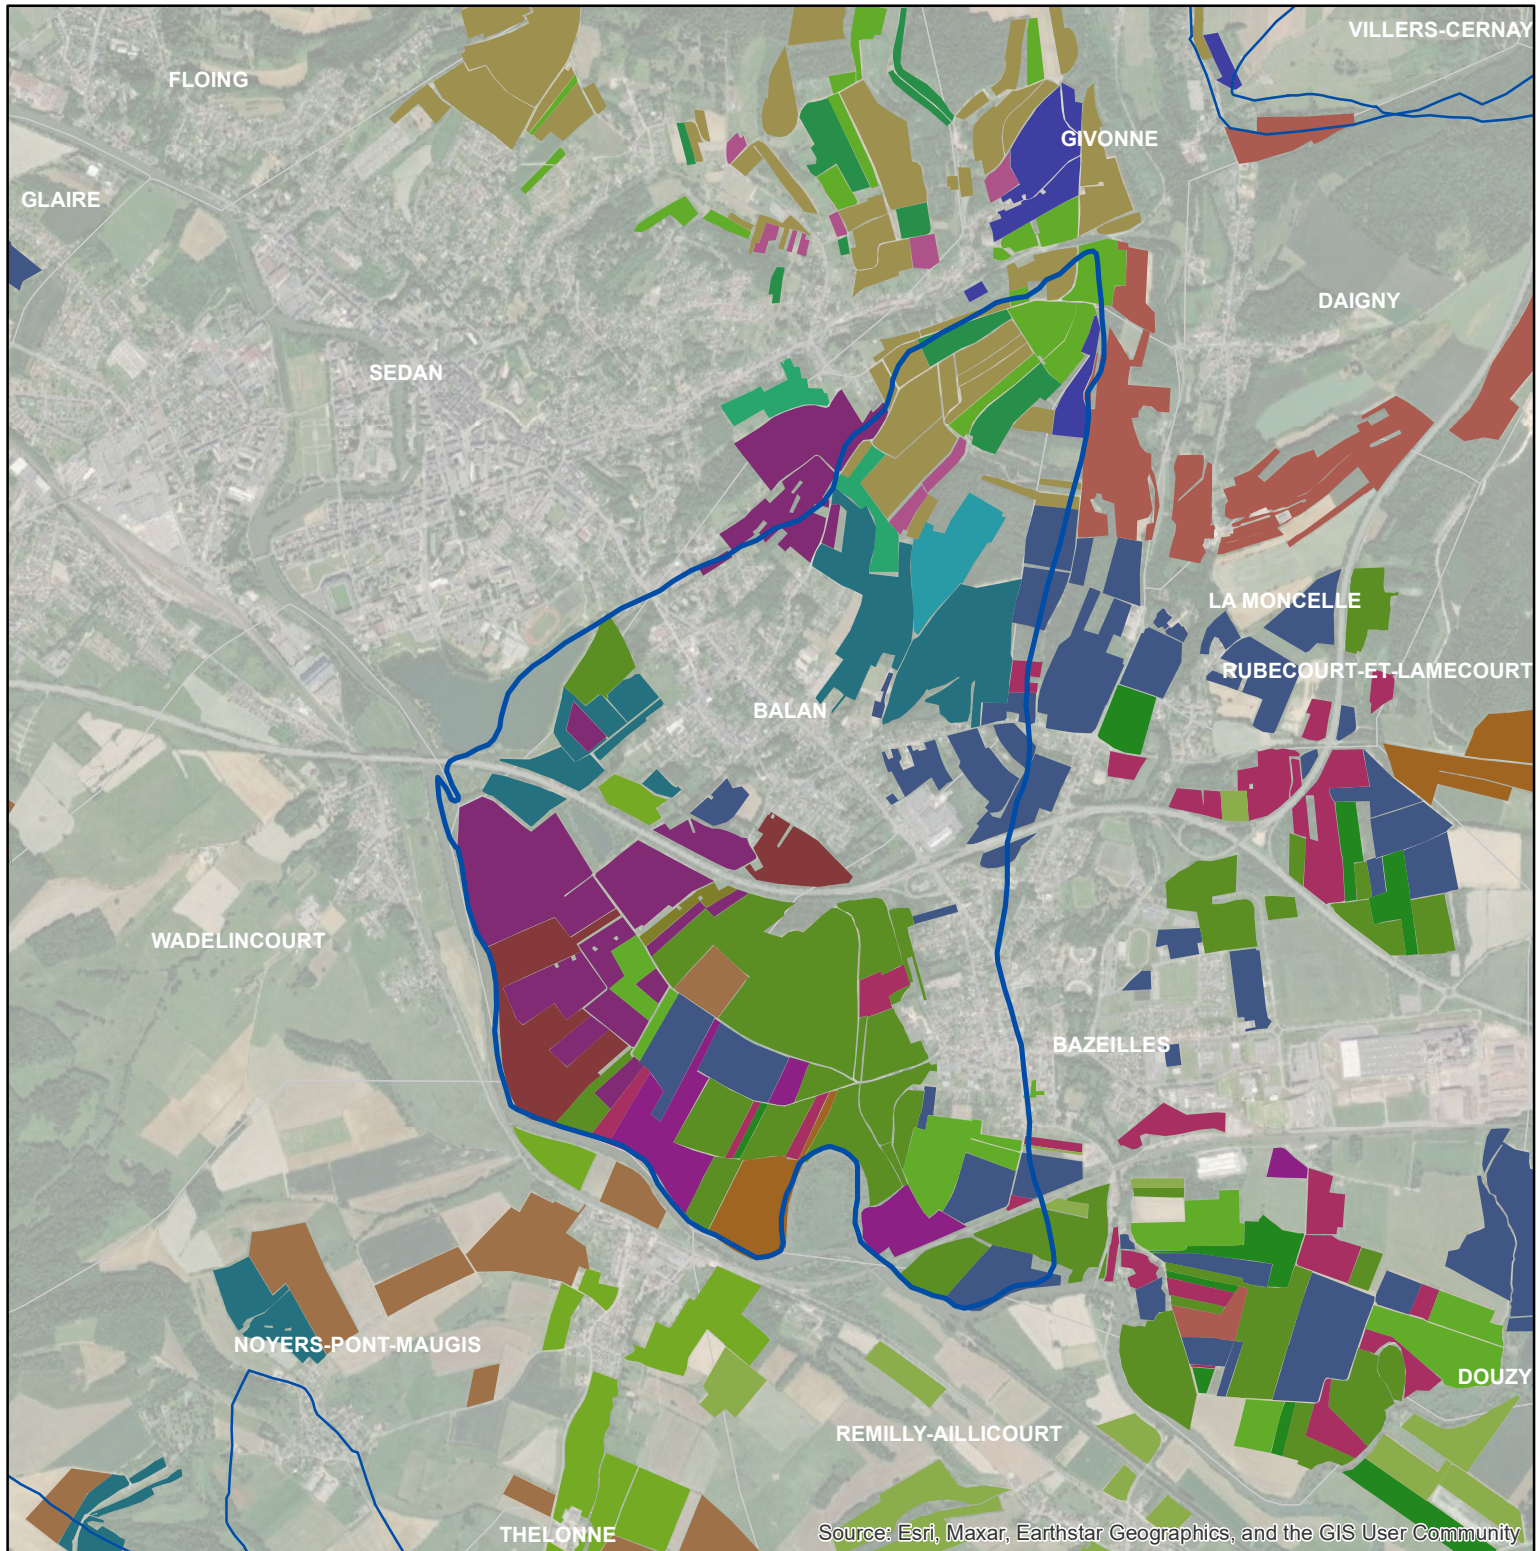 VILLERS-CERNAY
FLOING
GIVONNE
GLAIRE
DAIGNY
SEDAN
LA MONCELLE
RUBECOURT-ET-LAMECOURT
BALAN
WADELINCOURT
BAZEILLES
NOYERS-PONT-MAUGIS
DOUZY
REMILLY-AILLICOURT
THELONNE
Source: Esri, Maxar, Earthstar Geographics, and the GIS User Community